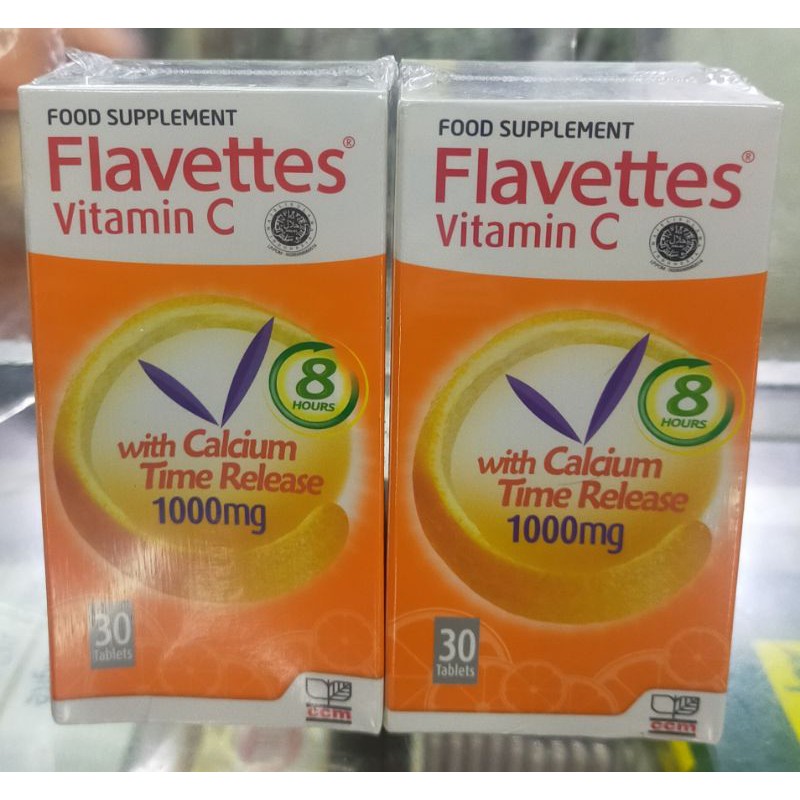 FOOD SUPPLEMENT
Flavettes®
Vitamin C
8
HOURS
with Calcium
Time Release
1000mg
30
Tablets
ccm
FOOD SUPPLEMENT
Flavettes®
Vitamin C
8
HOURS
with Calcium
Time Release
1000mg
30
Tablets
ccm